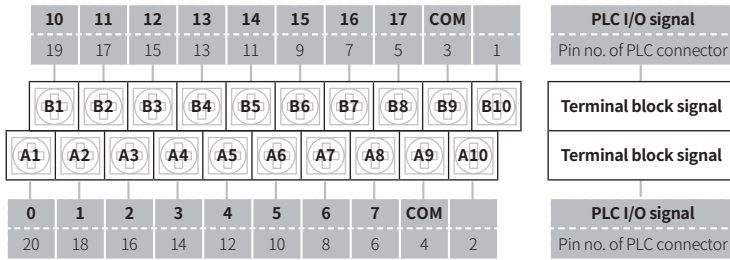 10 11 12 13 14 15 16 17 COM PLC I/O signal
19 17 15 13 11 9 7 5 3 1 Pin no. of PLC connector
B1 B2 B3 B4 B5 B6 B7 B8 B9 B10 Terminal block signal
A1 A2 A3 A4 A5 A6 A7 A8 A9 A10 Terminal block signal
0 1 2 3 4 5 6 7 COM PLC I/O signal
20 18 16 14 12 10 8 6 4 2 Pin no. of PLC connector